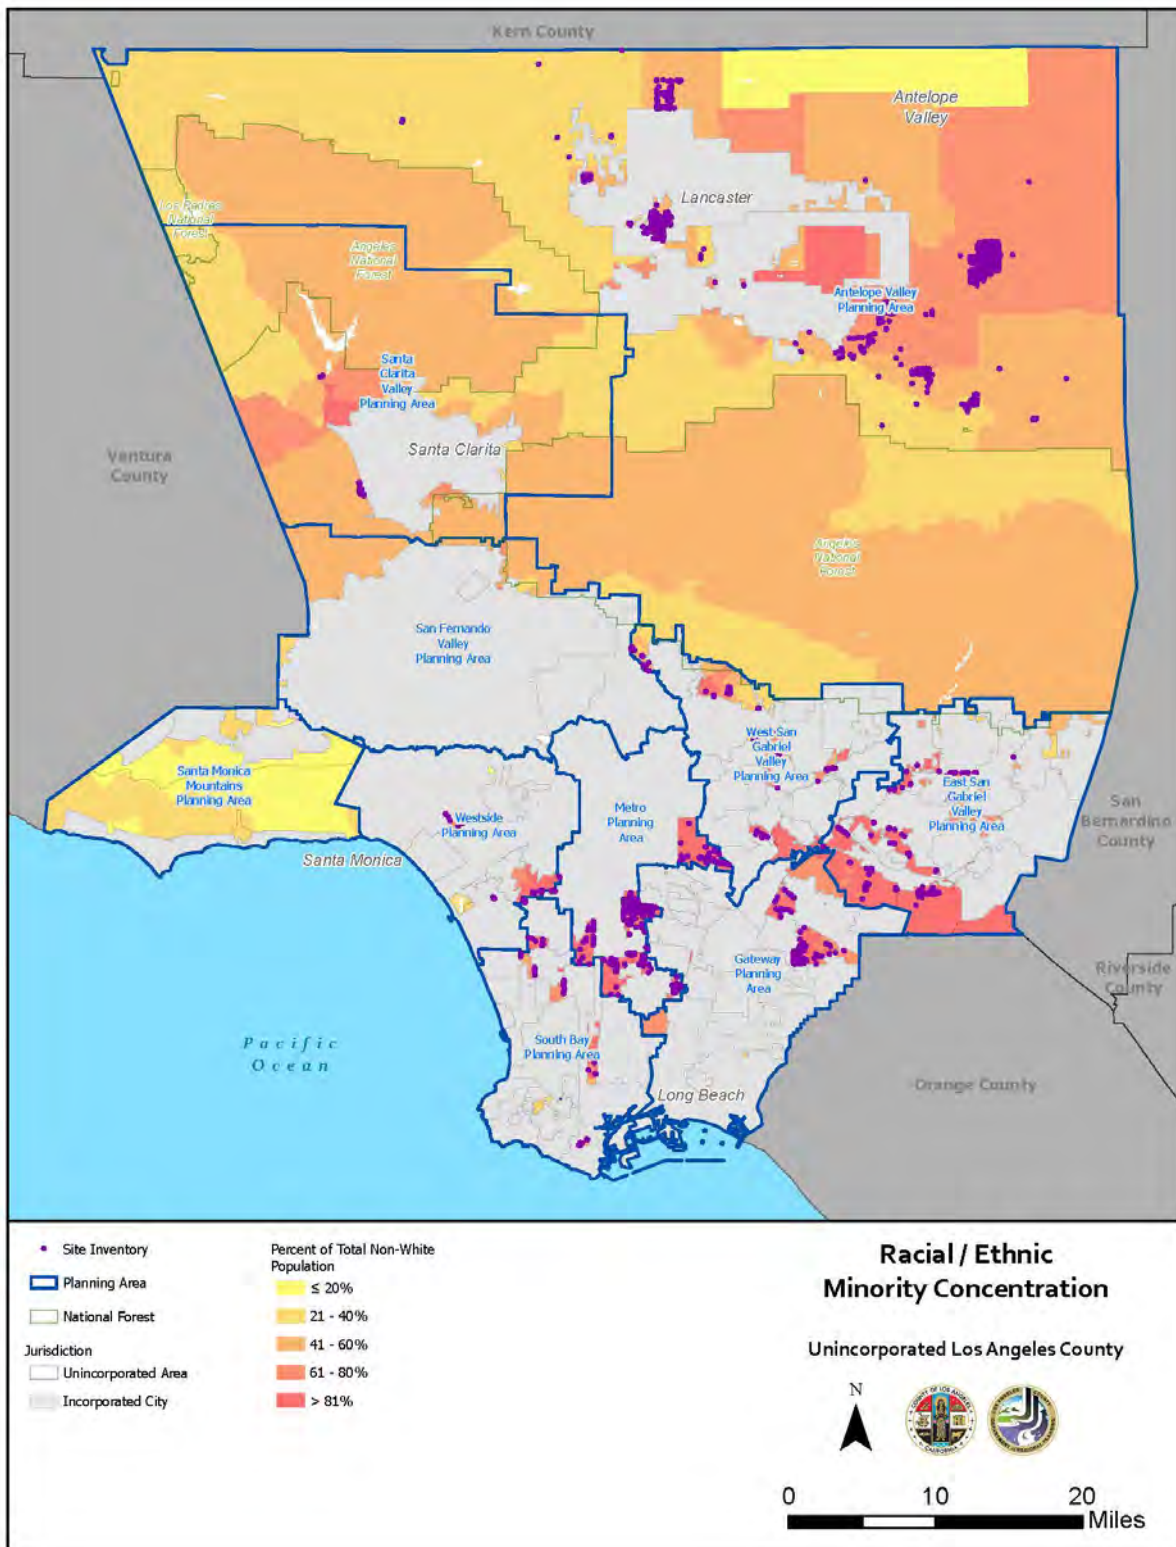 Kern County
Antelope
Valley
Lancaster
Los Padres
National
Forest
Angeles
National
Forest
Antelope Valley
Planning Area
Santa
Clarita
Valley
Planning Area
Santa Clarita
Ventura
County
Angeles
National
Forest
San Fernando
Valley
Planning Area
West San
Gabriel
Valley
Planning Area
Santa Monica
Mountains
Planning Area
East San
Gabriel
Valley
Planning Area
Metro
Planning
Area
Westside
Planning Area
San
Bernardino
County
Santa Monica
Gateway
Planning
Area
Riverside
County
Pacific
Ocean
South Bay
Planning Area
Long Beach
Orange County
Site Inventory
Planning Area
National Forest
Jurisdiction
Unincorporated Area
Incorporated City
Percent of Total Non-White
Population
≤ 20%
21 - 40%
41 - 60%
61 - 80%
> 81%
Racial / Ethnic
Minority Concentration
Unincorporated Los Angeles County
N
0 10 20
Miles